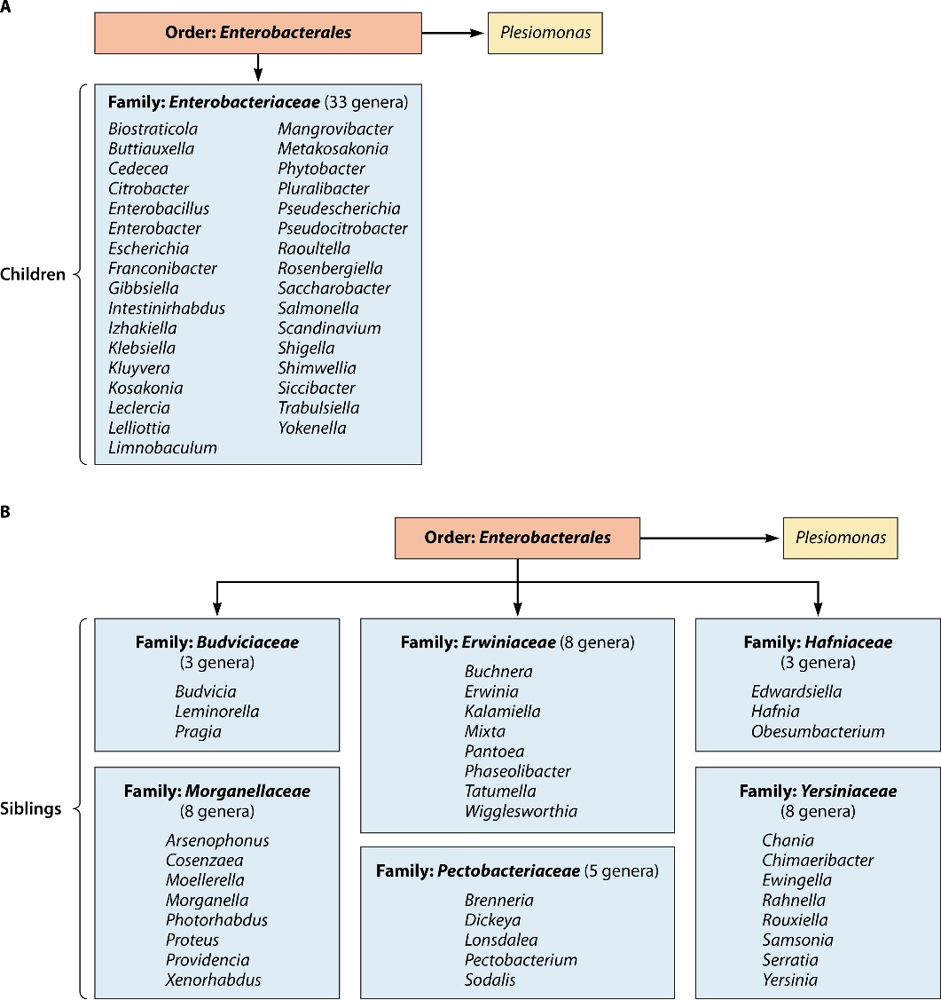 A
Order: Enterobacterales
Plesiomonas
Children
Family: Enterobacteriaceae (33 genera)
Biostraticola
Buttiauxella
Cedecea
Citrobacter
Enterobacillus
Enterobacter
Escherichia
Franconibacter
Gibbsiella
Intestinirhabdus
Izhakiella
Klebsiella
Kluyvera
Kosakonia
Leclercia
Lelliottia
Limnobaculum
Mangrovibacter
Metakosakonia
Phytobacter
Pluralibacter
Pseudescherichia
Pseudocitrobacter
Raoultella
Rosenbergiella
Saccharobacter
Salmonella
Scandinavium
Shigella
Shimwellia
Siccibacter
Trabulsiella
Yokenella
B
Order: Enterobacterales
Plesiomonas
Siblings
Family: Budviciaceae
(3 genera)
Budvicia
Leminorella
Pragia
Family: Morganellaceae
(8 genera)
Arsenophonus
Cosenzaea
Moellerella
Morganella
Photorhabdus
Proteus
Providencia
Xenorhabdus
Family: Erwiniaceae (8 genera)
Buchnera
Erwinia
Kalamiella
Mixta
Pantoea
Phaseolibacter
Tatumella
Wigglesworthia
Family: Pectobacteriaceae (5 genera)
Brenneria
Dickeya
Lonsdalea
Pectobacterium
Sodalis
Family: Hafniaceae
(3 genera)
Edwardsiella
Hafnia
Obesumbacterium
Family: Yersiniaceae
(8 genera)
Chania
Chimaeribacter
Ewingella
Rahnella
Rouxiella
Samsonia
Serratia
Yersinia